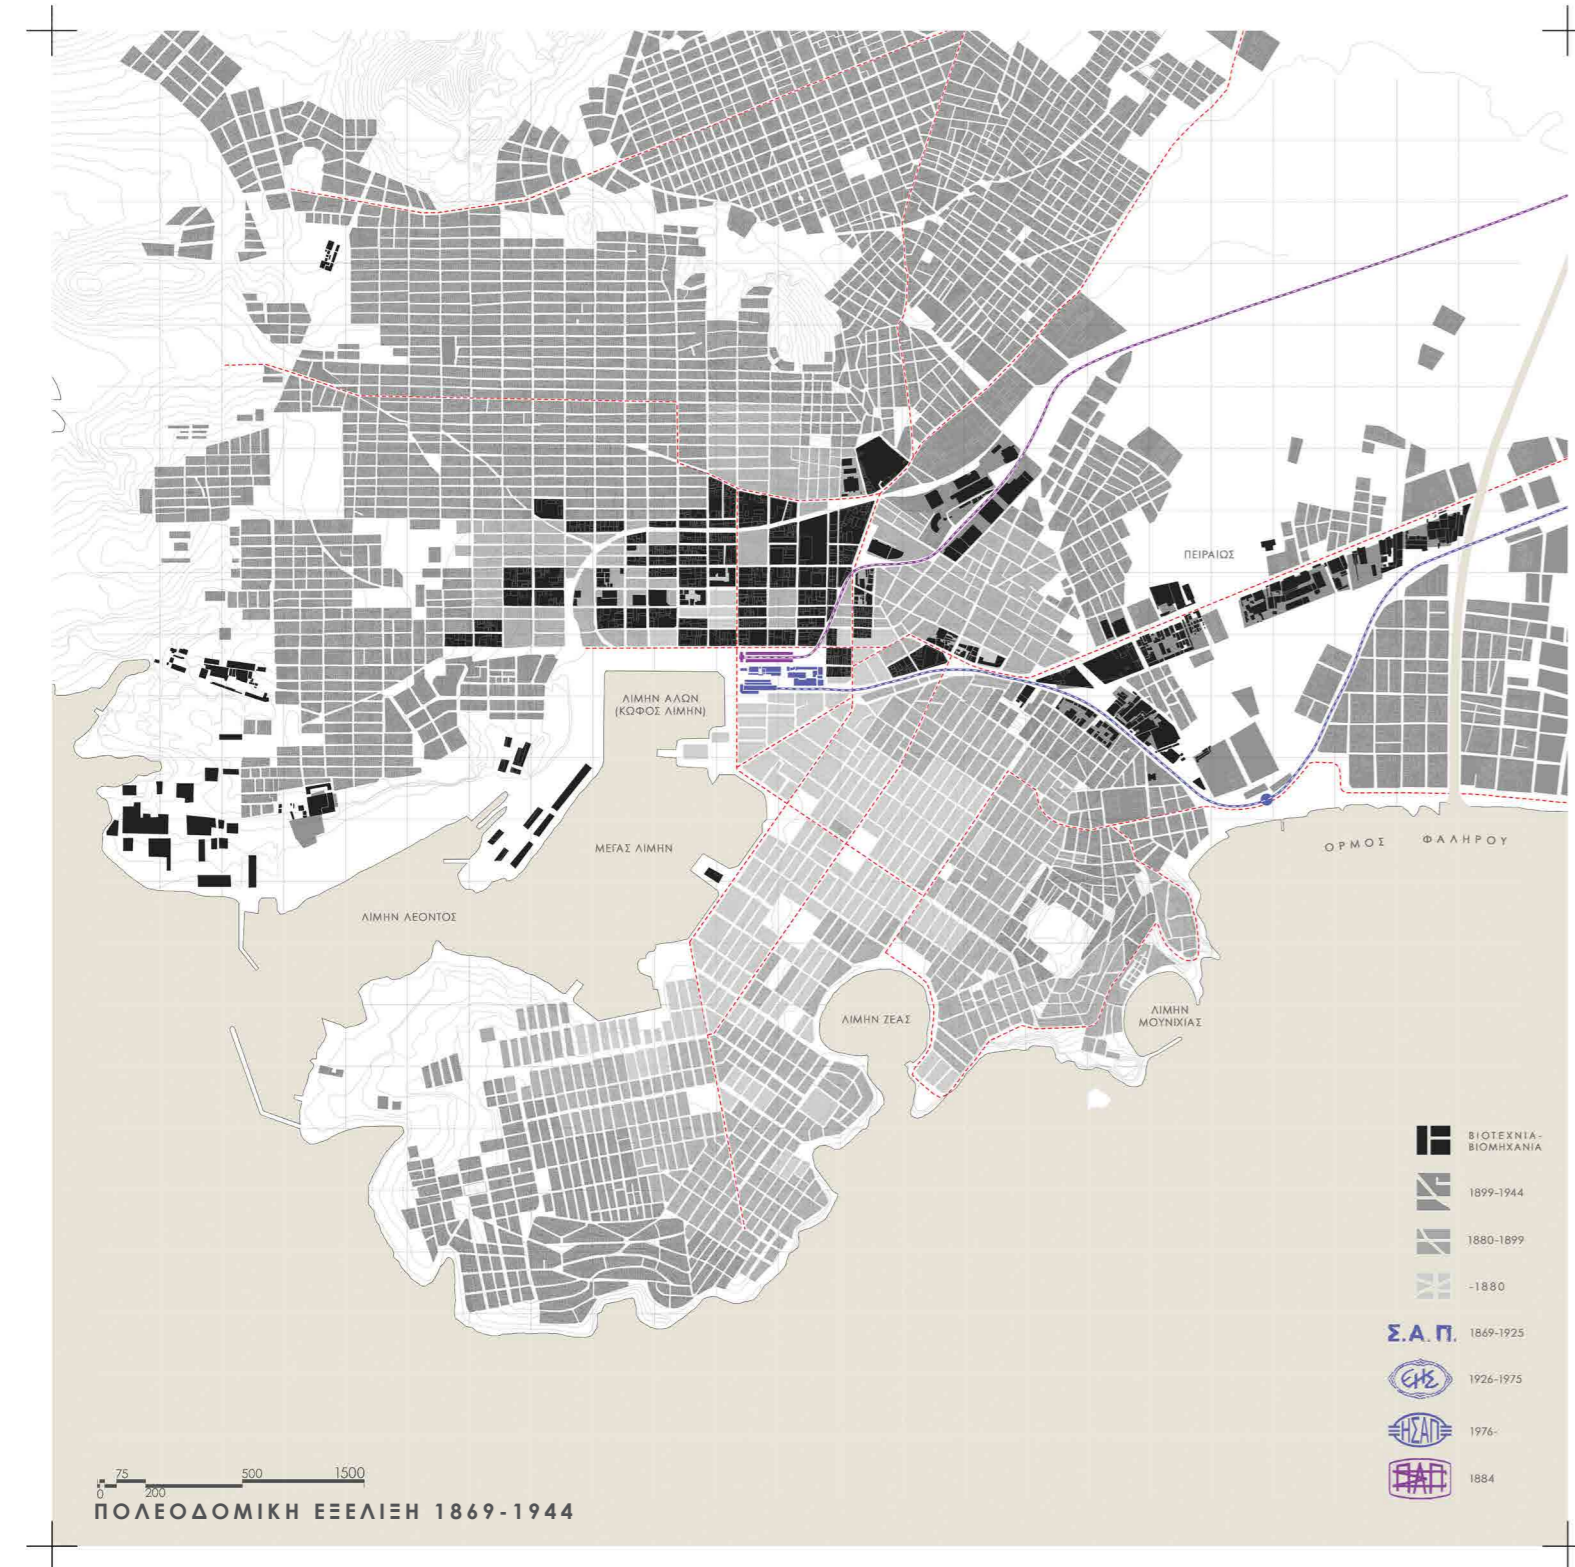 ΠΕΙΡΑΙΩΣ
ΛΙΜΗΝ ΑΛΩΝ
(ΚΩΦΟΣ ΛΙΜΗΝ)
ΜΕΓΑΣ ΛΙΜΗΝ
ΟΡΜΟΣ ΦΑΛΗΡΟΥ
ΛΙΜΗΝ ΛΕΟΝΤΟΣ
ΛΙΜΗΝ ΖΕΑΣ
ΛΙΜΗΝ
ΜΟΥΝΙΧΙΑΣ
ΒΙΟΤΕΧΝΙΑ-
ΒΙΟΜΗΧΑΝΙΑ
1899-1944
1880-1899
-1880
Σ.Α.Π. 1869-1925
ΕΗΣ 1926-1975
ΗΣΑΠ 1976-
ΠΑΠ 1884
75 500 1500
0 200
ΠΟΛΕΟΔΟΜΙΚΗ ΕΞΕΛΙΞΗ 1869-1944